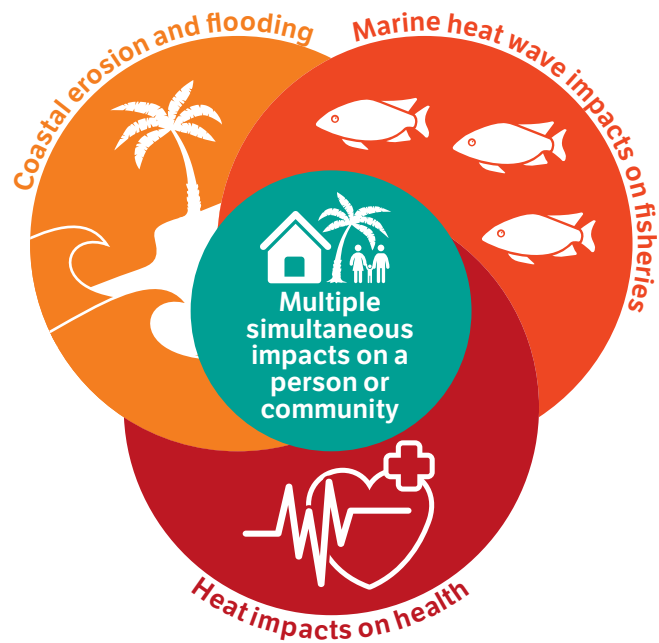 Coastal erosion and flooding
Marine heat wave impacts on fisheries
Multiple
simultaneous
impacts on a
person or
community
Heat impacts on health